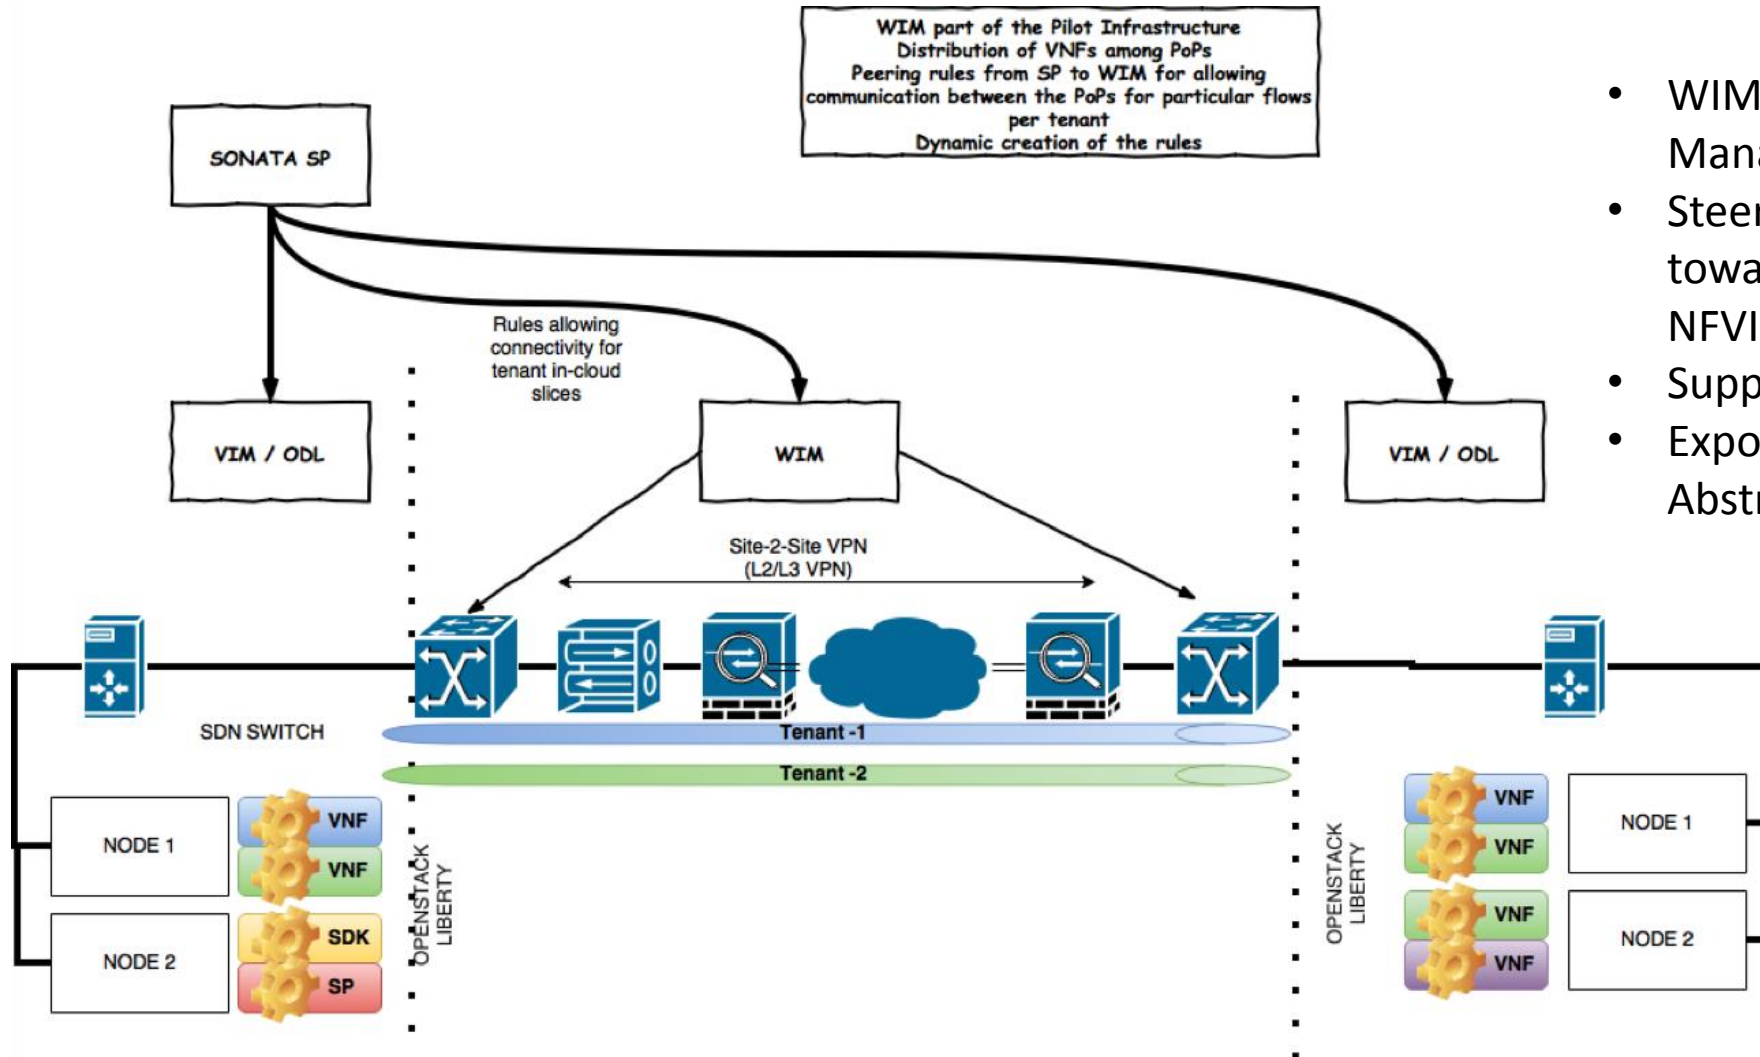 WIM part of the Pilot Infrastructure
Distribution of VNFs among PoPs
Peering rules from SP to WIM for allowing
communication between the PoPs for particular flows
per tenant
Dynamic creation of the rules
• WIM
•
•
NFVI
•
SONATA SP
Rules allowing
connectivity for
tenant in-cloud
slices
VIM / ODL
WIM
VIM / ODL
Site-2-Site VPN
(L2/L3 VPN)
SDN SWITCH
Tenant -1
Tenant -2
NODE 1
VNF
VNF
NODE 2
SDK
SP
OPENSTACK
LIBERTY
OPENSTACK
LIBERTY
VNF
VNF
NODE 1
VNF
VNF
NODE 2